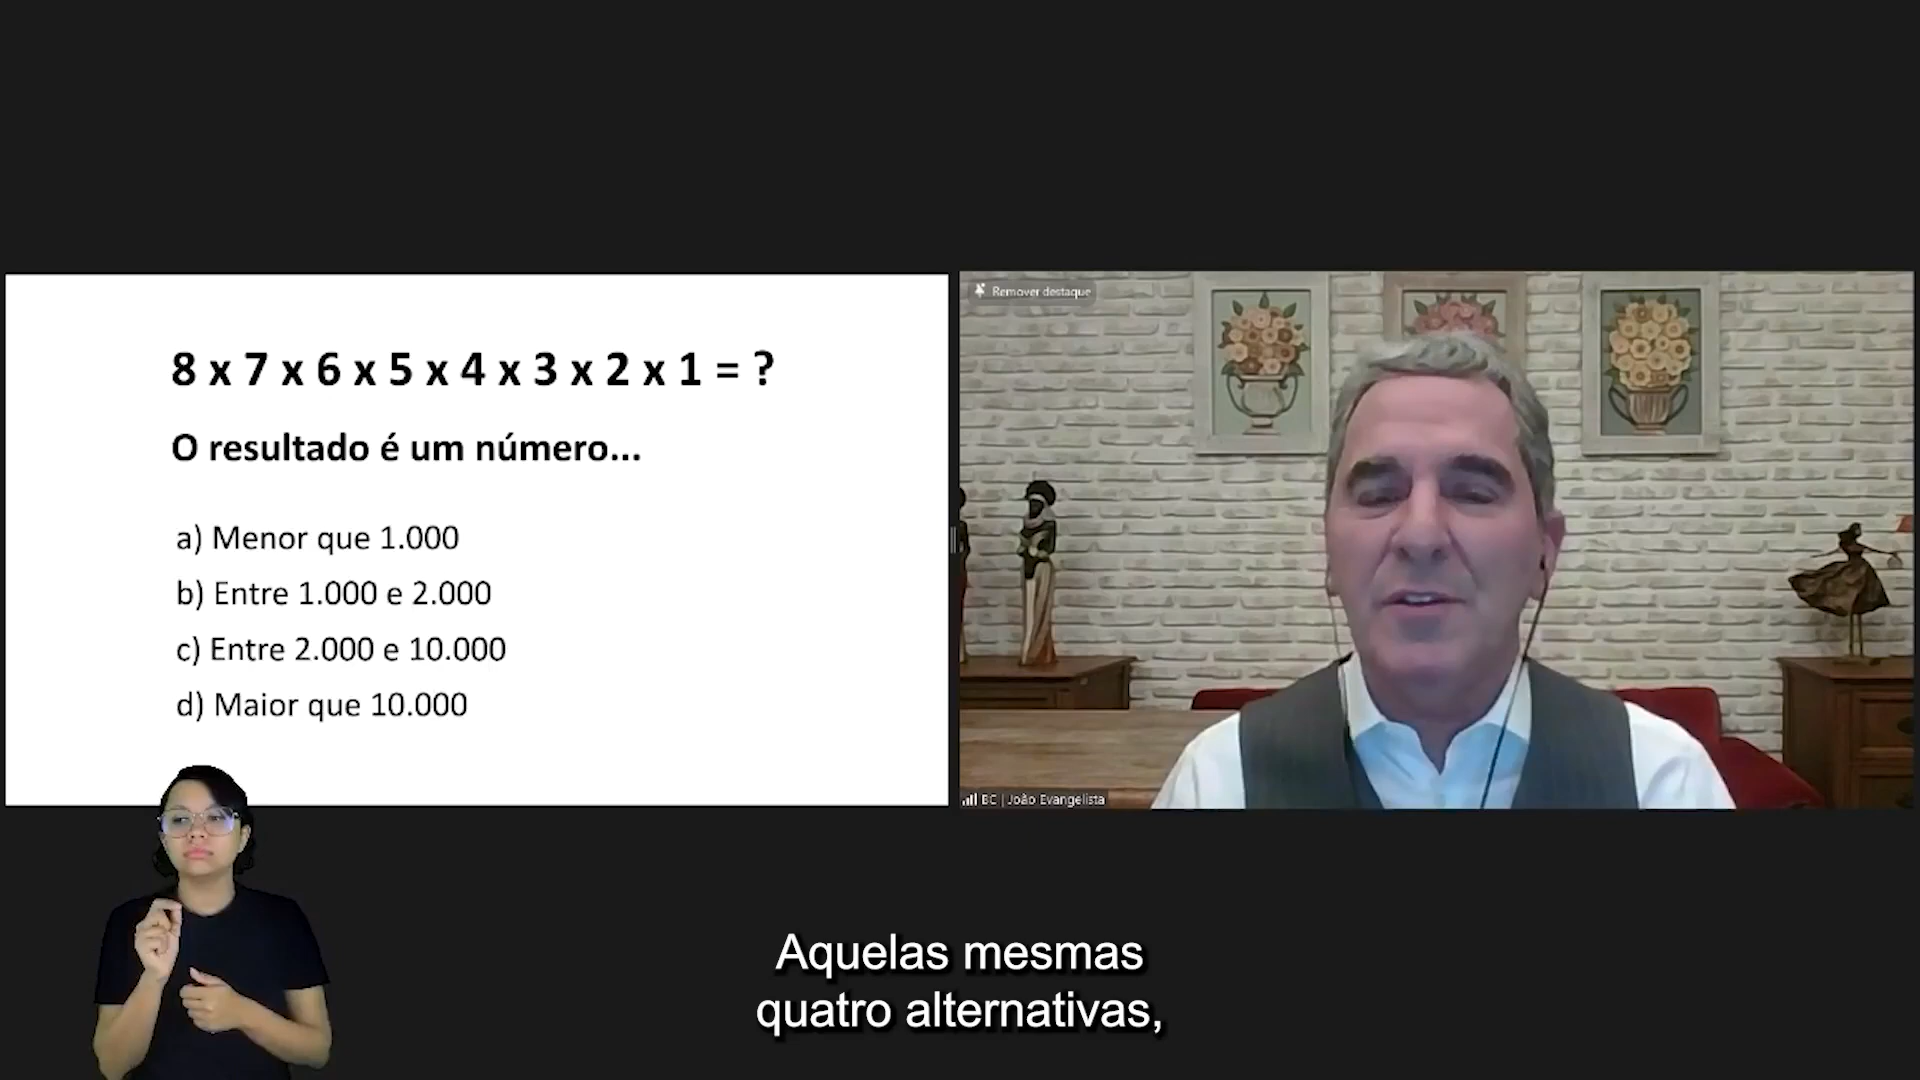 8 x 7 x 6 x 5 x 4 x 3 x 2 x 1 = ?
O resultado é um número...
a) Menor que 1.000
b) Entre 1.000 e 2.000
c) Entre 2.000 e 10.000
d) Maior que 10.000
Remover destaque
BC | João Evangelista
Aquelas mesmas
quatro alternativas,